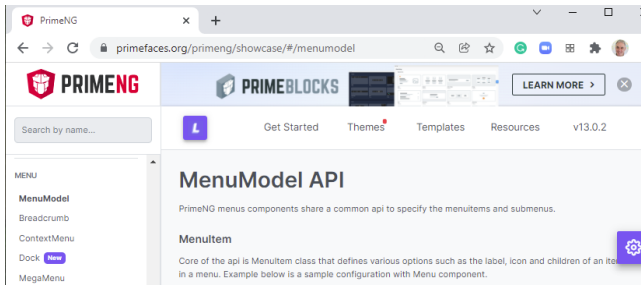 PrimeNG
primefaces.org/primeng/showcase/#/menumodel
PRIMENG
PRIMEBLOCKS
LEARN MORE >
Search by name...
L
Get Started Themes Templates Resources v13.0.2
MENU
MenuModel
Breadcrumb
ContextMenu
Dock New
MegaMenu
MenuModel API
PrimeNG menus components share a common api to specify the menuitems and submenus.
MenuItem
Core of the api is MenuItem class that defines various options such as the label, icon and children of an
in a menu. Example below is a sample configuration with Menu component.